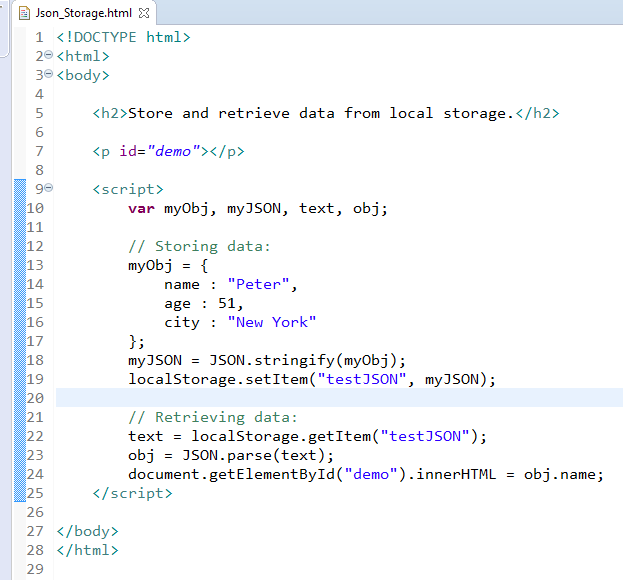 Json_Storage.html
1 <!DOCTYPE html>
2 <html>
3 <body>
4
5     <h2>Store and retrieve data from local storage.</h2>
6
7     <p id="demo"></p>
8
9     <script>
10         var myObj, myJSON, text, obj;
11
12         // Storing data:
13         myObj = {
14             name : "Peter",
15             age : 51,
16             city : "New York"
17         };
18         myJSON = JSON.stringify(myObj);
19         localStorage.setItem("testJSON", myJSON);
20
21         // Retrieving data:
22         text = localStorage.getItem("testJSON");
23         obj = JSON.parse(text);
24         document.getElementById("demo").innerHTML = obj.name;
25     </script>
26
27 </body>
28 </html>
29